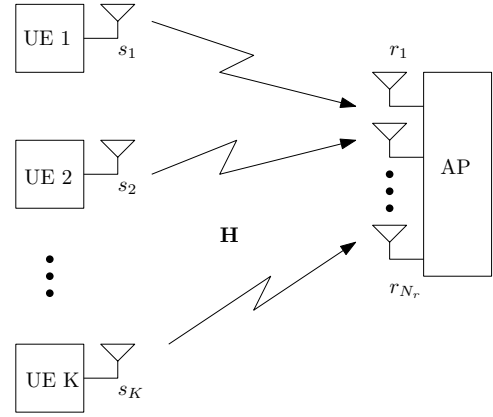 UE 1
s_1
r_1
AP
UE 2
s_2
H
r_{N_r}
UE K
s_K